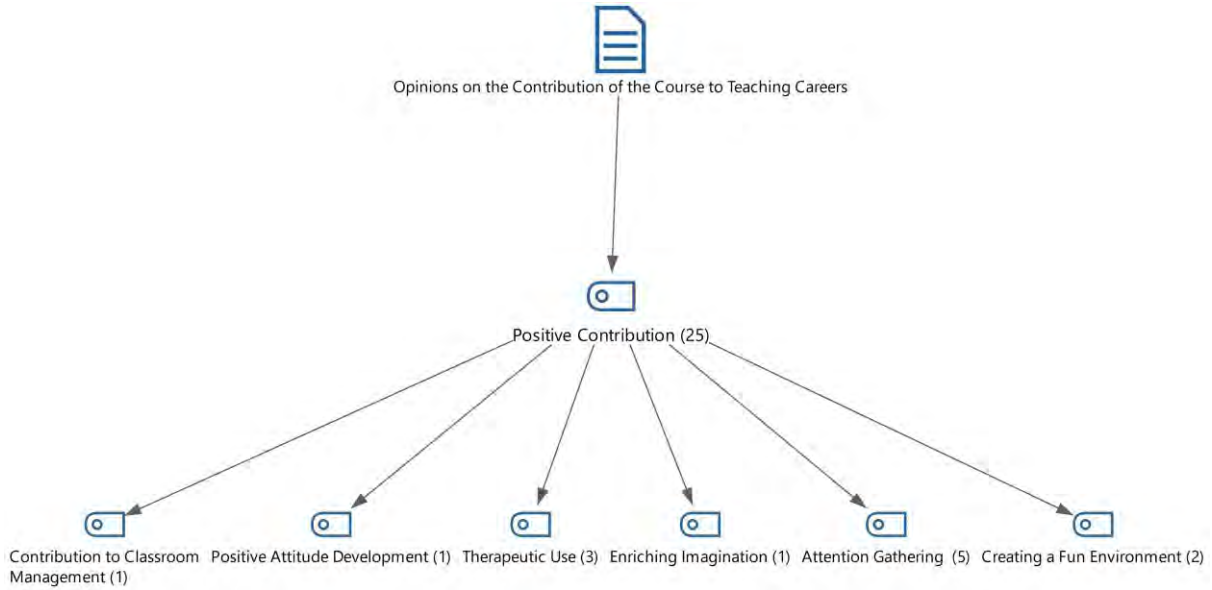 Opinions on the Contribution of the Course to Teaching Careers
Positive Contribution (25)
Contribution to Classroom
Management (1)
Positive Attitude Development (1)
Therapeutic Use (3)
Enriching Imagination (1)
Attention Gathering (5)
Creating a Fun Environment (2)